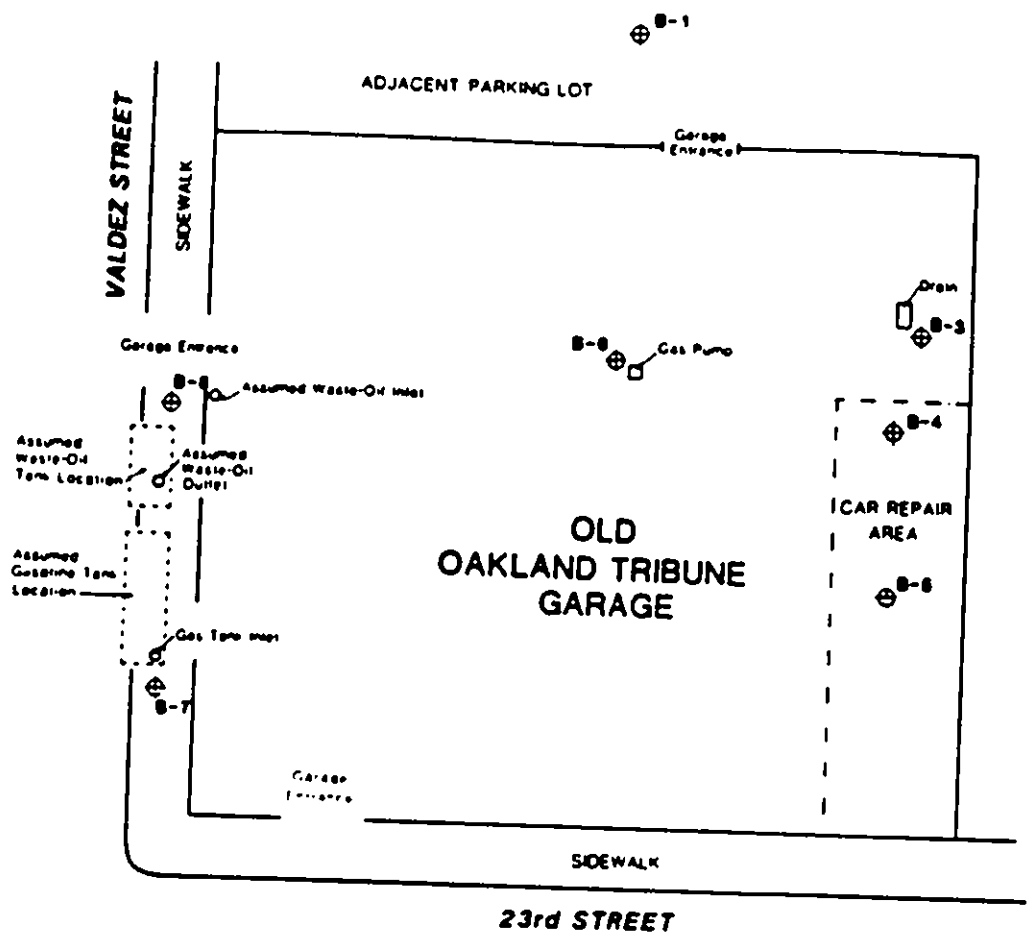 B-1
ADJACENT PARKING LOT
VALDEZ STREET
SIDEWALK
Garage
Entrance
Drain
B-3
Garage Entrance
Gas Pump
Assumed Waste-Oil Inlet
B-4
Assumed
Waste-Oil
Tank Location
Assumed
Waste-Oil
Outlet
CAR REPAIR
AREA
OLD
OAKLAND TRIBUNE
GARAGE
Assumed
Gasoline Tank
Location
Gas Tank Inlet
B-7
Garage
Entrance
SIDEWALK
23rd STREET